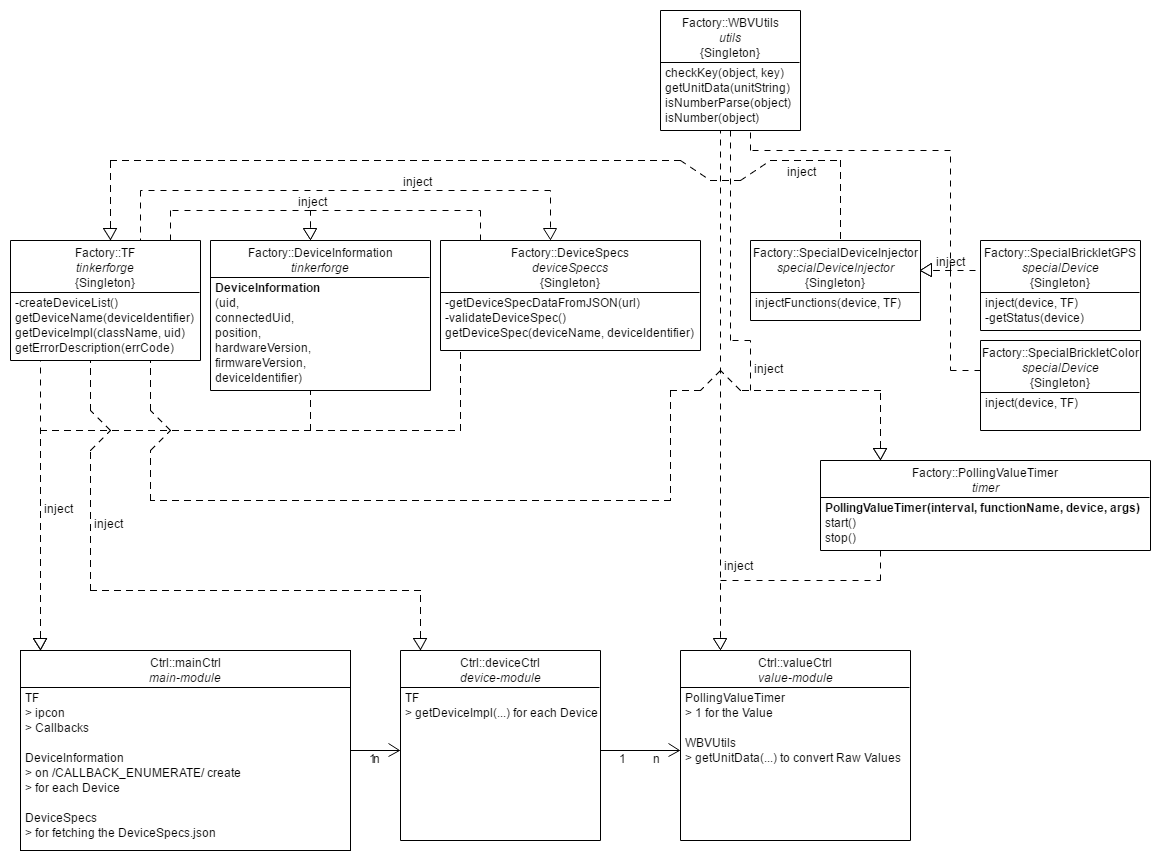 Factory::WBVUtils
utils
{Singleton}
checkKey(object, key)
getUnitData(unitString)
isNumberParse(object)
isNumber(object)
inject
inject
inject
Factory::TF
tinkerforge
{Singleton}
-createDeviceList()
getDeviceName(deviceIdentifier)
getDeviceImpl(className, uid)
getErrorDescription(errCode)
Factory::DeviceInformation
tinkerforge
DeviceInformation
(uid,
connectedUid,
position,
hardwareVersion,
firmwareVersion,
deviceIdentifier)
Factory::DeviceSpecs
deviceSpeccs
{Singleton}
-getDeviceSpecDataFromJSON(url)
-validateDeviceSpec()
getDeviceSpec(deviceName, deviceIdentifier)
Factory::SpecialDeviceInjector
specialDeviceInjector
{Singleton}
injectFunctions(device, TF)
inject
Factory::SpecialBrickletGPS
specialDevice
{Singleton}
inject(device, TF)
-getStatus(device)
Factory::SpecialBrickletColor
specialDevice
{Singleton}
inject(device, TF)
inject
Factory::PollingValueTimer
timer
PollingValueTimer(interval, functionName, device, args)
start()
stop()
inject
inject
inject
Ctrl::mainCtrl
main-module
TF
> ipcon
> Callbacks
DeviceInformation
> on /CALLBACK_ENUMERATE/ create
> for each Device
DeviceSpecs
> for fetching the DeviceSpecs.json
1n
Ctrl::deviceCtrl
device-module
TF
> getDeviceImpl(...) for each Device
1 n
Ctrl::valueCtrl
value-module
PollingValueTimer
> 1 for the Value
WBVUtils
> getUnitData(...) to convert Raw Values